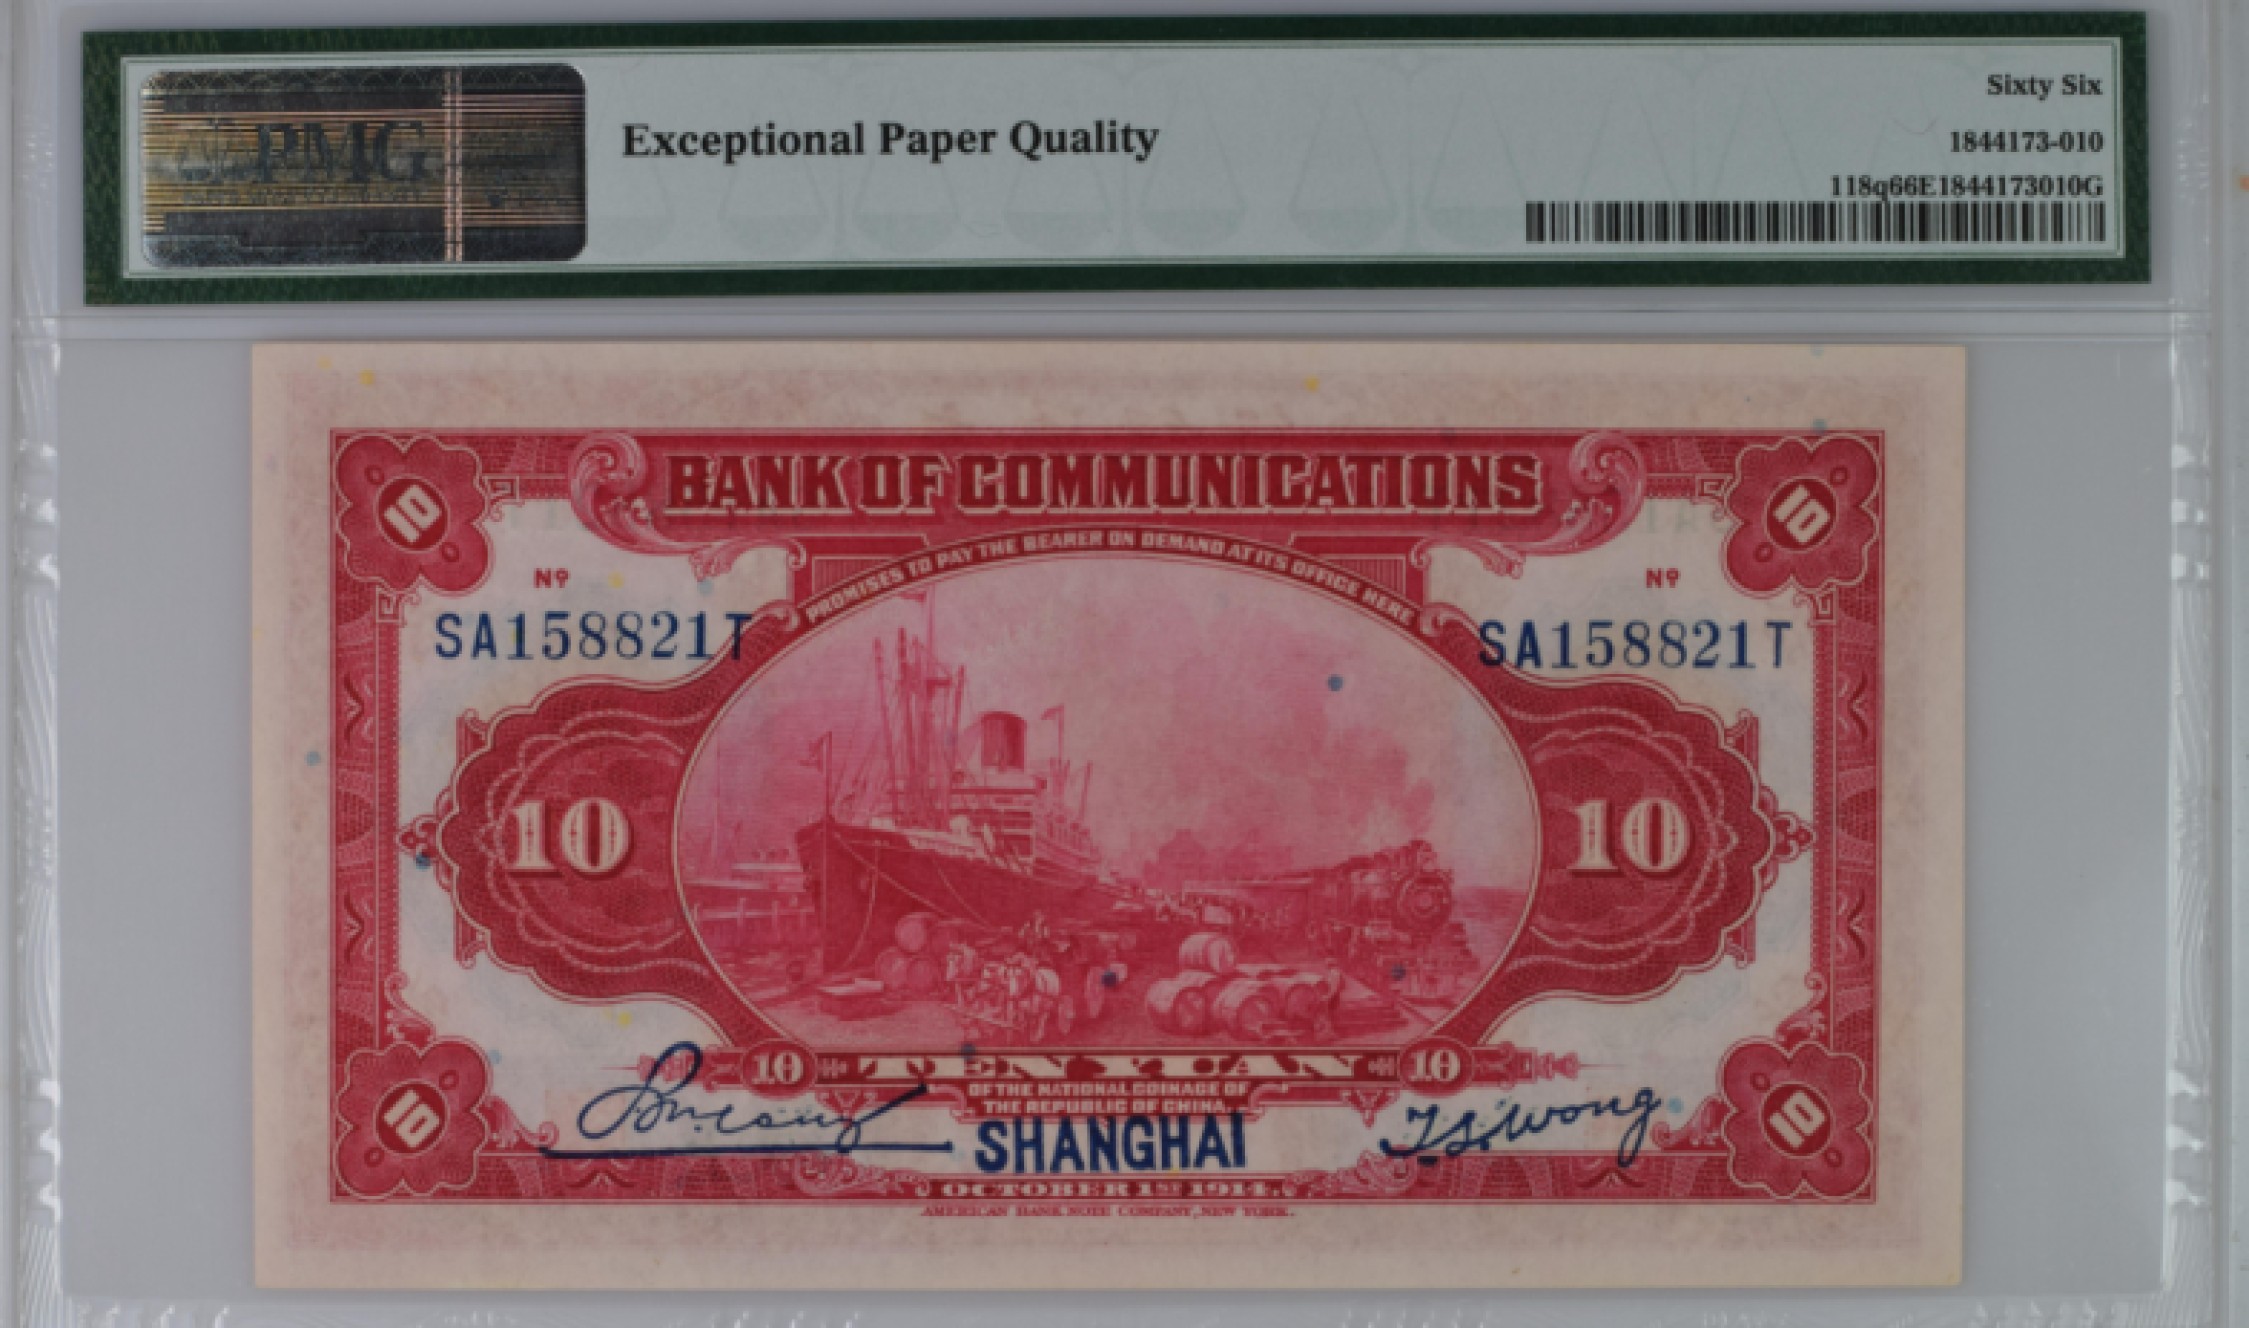 PMG
Exceptional Paper Quality
Sixty Six
1844173-010
118q66E1844173010G
10 BANK OF COMMUNICATIONS 10
PROMISES TO PAY THE BEARER ON DEMAND AT ITS OFFICE HERE
Nº Nº
SA158821T SA158821T
10 10
10 TEN YUAN 10
OF THE NATIONAL COINAGE OF
THE REPUBLIC OF CHINA.
10 SHANGHAI T.S. Wong 10
OCTOBER 1ST 1914.
AMERICAN BANK NOTE COMPANY, NEW YORK.